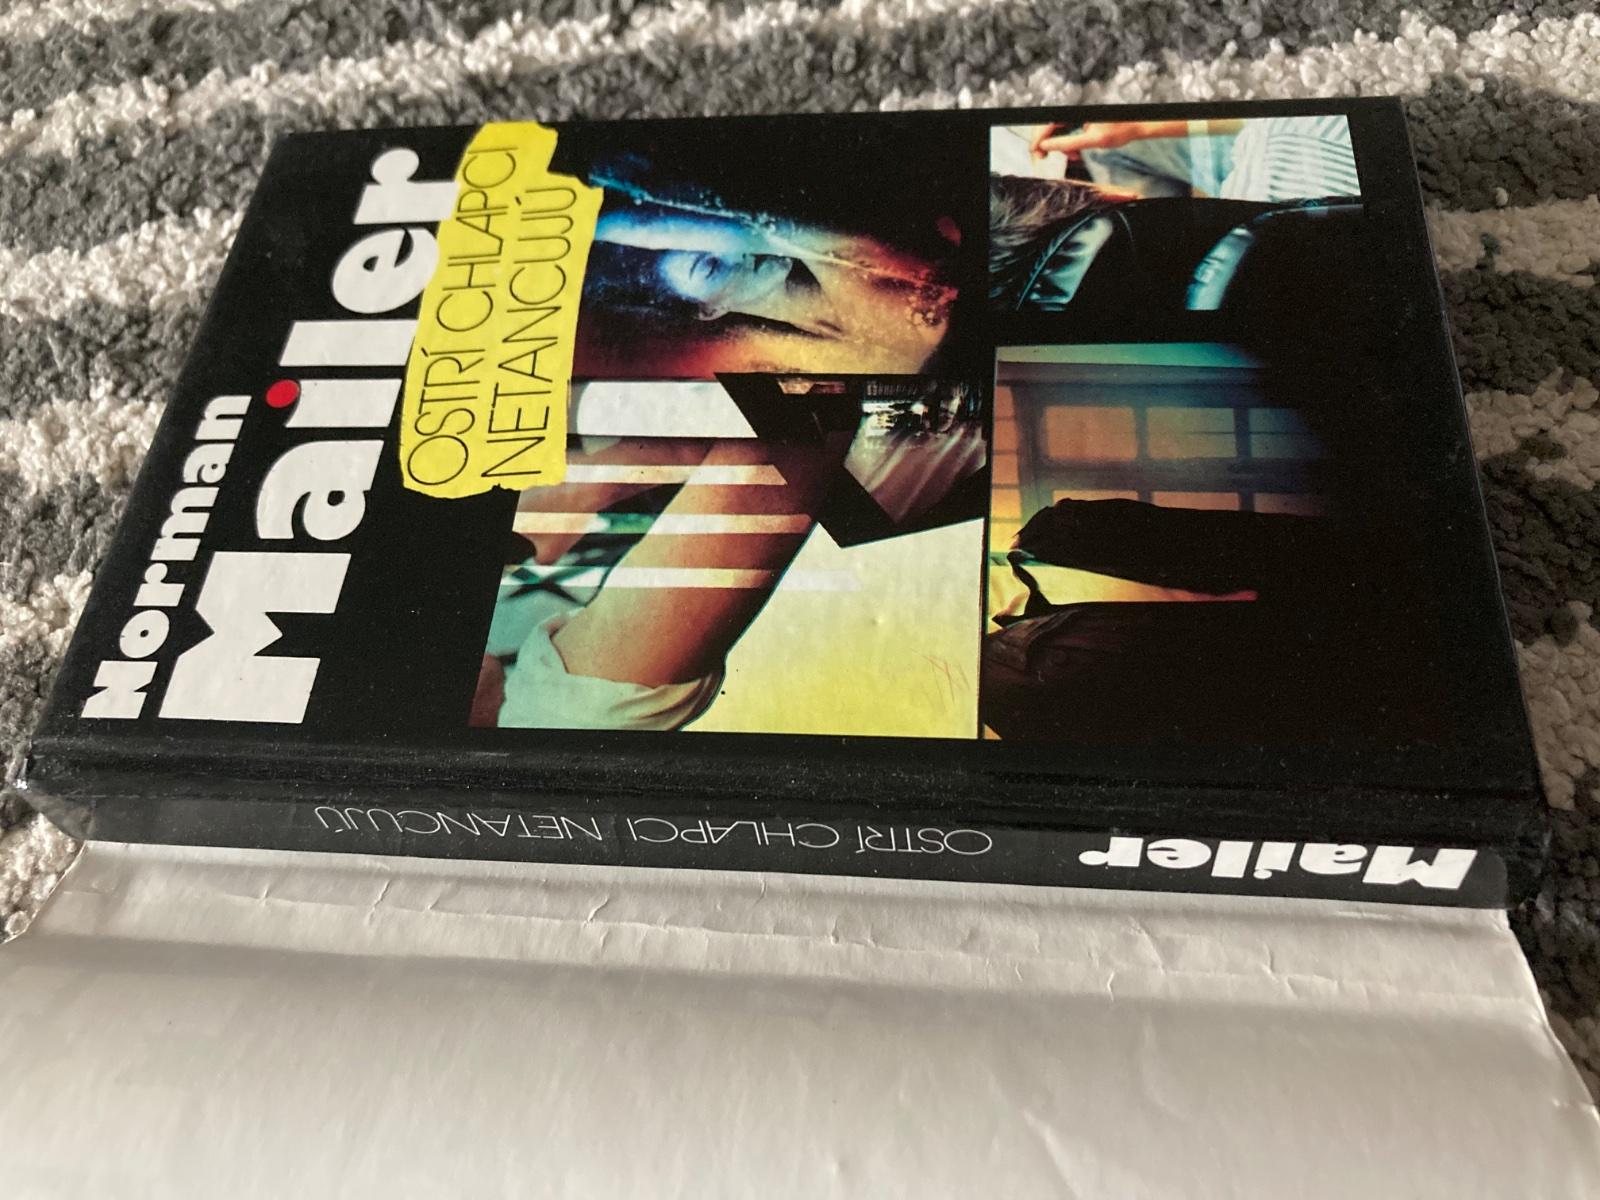 Norman
Mailer
OSTRÍ CHLAPCI
NETANCUJÚ
Mailer OSTRÍ CHLAPCI NETANCUJÚ